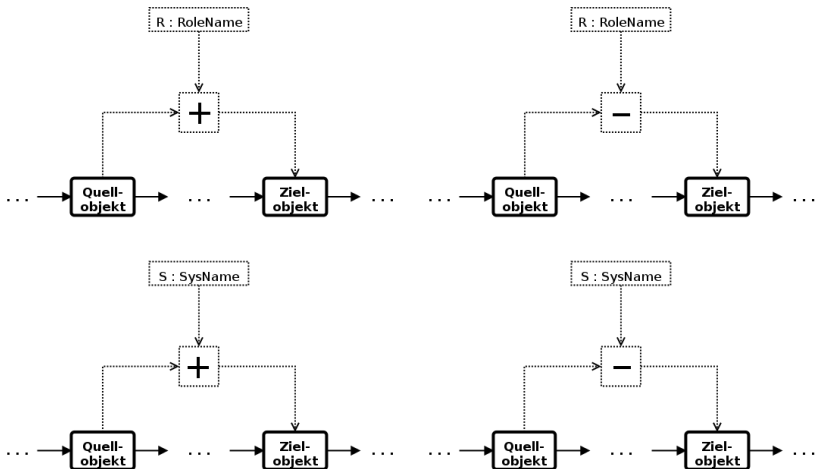 R : RoleName
R : RoleName
+
−
... Quell-
objekt ... Ziel-
objekt ...
... Quell-
objekt ... Ziel-
objekt ...
S : SysName
S : SysName
+
−
... Quell-
objekt ... Ziel-
objekt ...
... Quell-
objekt ... Ziel-
objekt ...